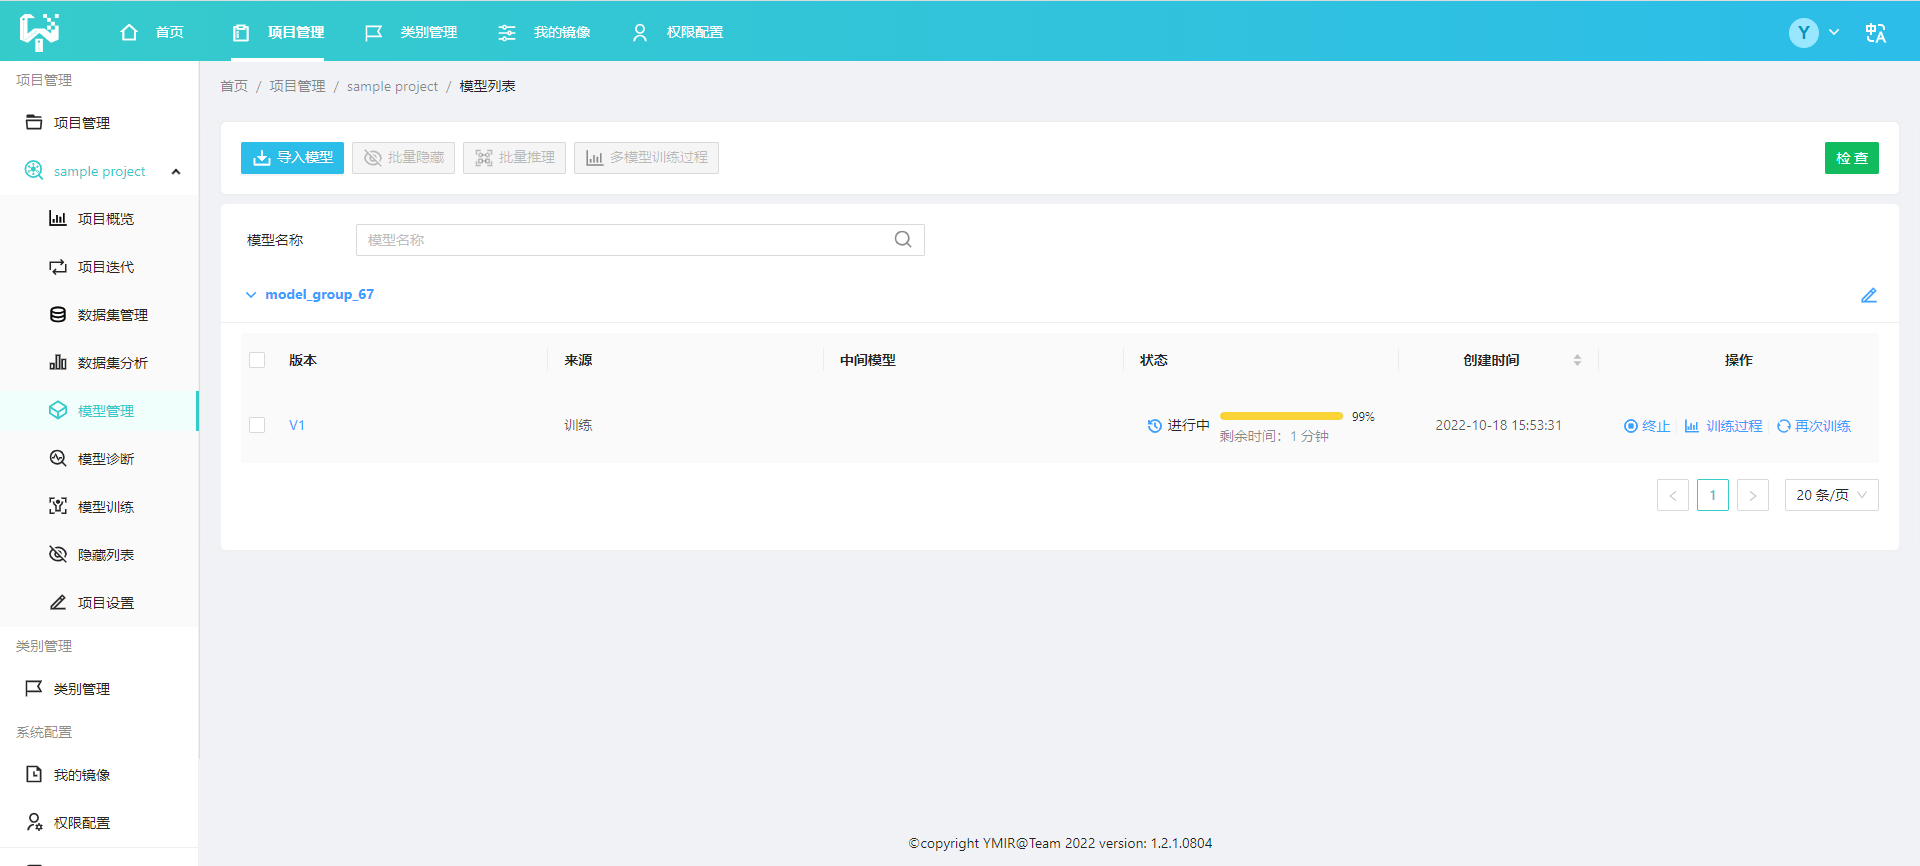 首页
项目管理
类别管理
我的镜像
权限配置
Y
项目管理
项目管理
sample project
项目概览
项目迭代
数据集管理
数据集分析
模型管理
模型诊断
模型训练
隐藏列表
项目设置
类别管理
类别管理
系统配置
我的镜像
权限配置
首页 / 项目管理 / sample project / 模型列表
导入模型 批量隐藏 批量推理 多模型训练过程 检 查
模型名称 模型名称
model_group_67
版本 来源 中间模型 状态 创建时间 操作
V1 训练 进行中 99% 2022-10-18 15:53:31 终止 训练过程 再次训练
剩余时间: 1 分钟
< 1 > 20 条/页
©copyright YMIR@Team 2022 version: 1.2.1.0804